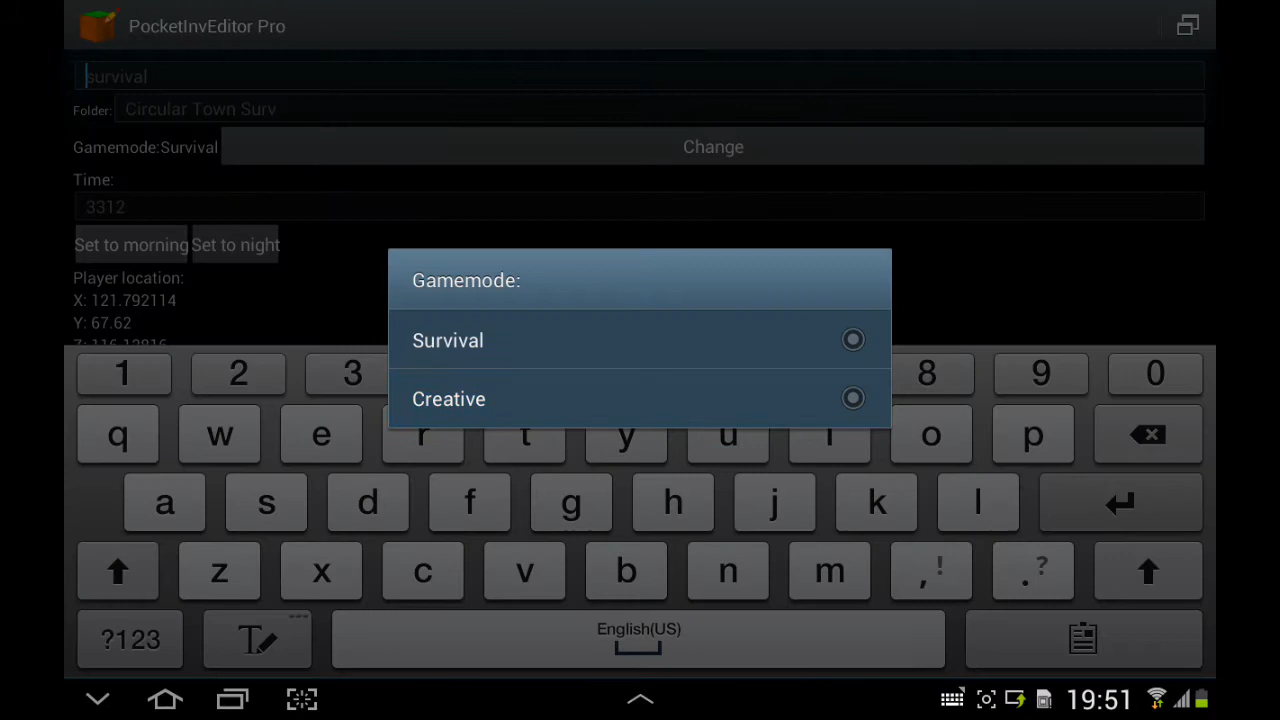 PocketInvEditor Pro
survival
Folder: Circular Town Surv
Gamemode:Survival Change
Time:
3312
Set to morning Set to night
Player location:
X: 121.792114
Y: 67.62
Z: 116.12816
Gamemode:
Survival
Creative
1 2 3 8 9 0
q w e r t y u i o p
a s d f g h j k l
z x c v b n m , ! . ?
?123 T English(US)
19:51